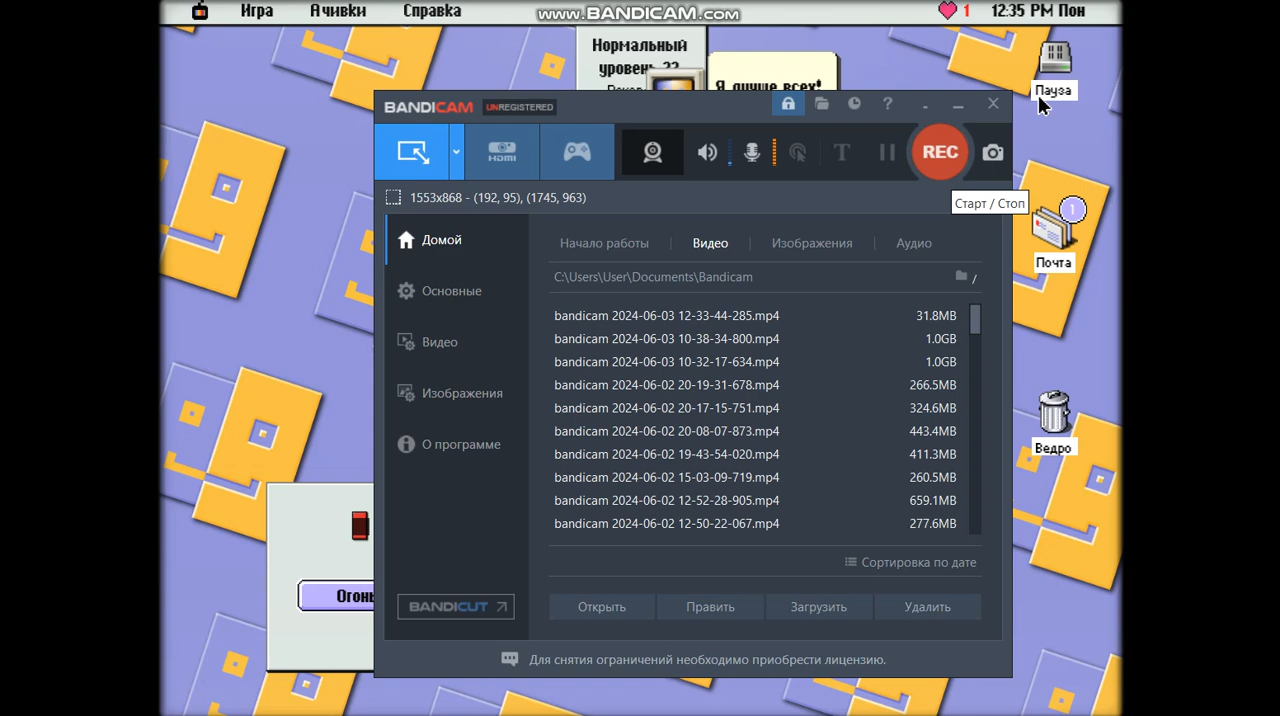 Игра Ачивки Справка www.BANDICAM.com 1 12:35 PM Пон
Нормальный
уровень 22
Я лучше всех!
Пауза
BANDICAM UNREGISTERED
HDMI
REC
1553x868 - (192, 95), (1745, 963)
Старт / Стоп
1
Почта
Домой
Основные
Видео
Изображения
О программе
Начало работы Видео Изображения Аудио
C:\Users\User\Documents\Bandicam /
bandicam 2024-06-03 12-33-44-285.mp4 31.8MB
bandicam 2024-06-03 10-38-34-800.mp4 1.0GB
bandicam 2024-06-03 10-32-17-634.mp4 1.0GB
bandicam 2024-06-02 20-19-31-678.mp4 266.5MB
bandicam 2024-06-02 20-17-15-751.mp4 324.6MB
bandicam 2024-06-02 20-08-07-873.mp4 443.4MB
bandicam 2024-06-02 19-43-54-020.mp4 411.3MB
bandicam 2024-06-02 15-03-09-719.mp4 260.5MB
bandicam 2024-06-02 12-52-28-905.mp4 659.1MB
bandicam 2024-06-02 12-50-22-067.mp4 277.6MB
Ведро
Сортировка по дате
Огонь
BANDICUT
Открыть Править Загрузить Удалить
Для снятия ограничений необходимо приобрести лицензию.